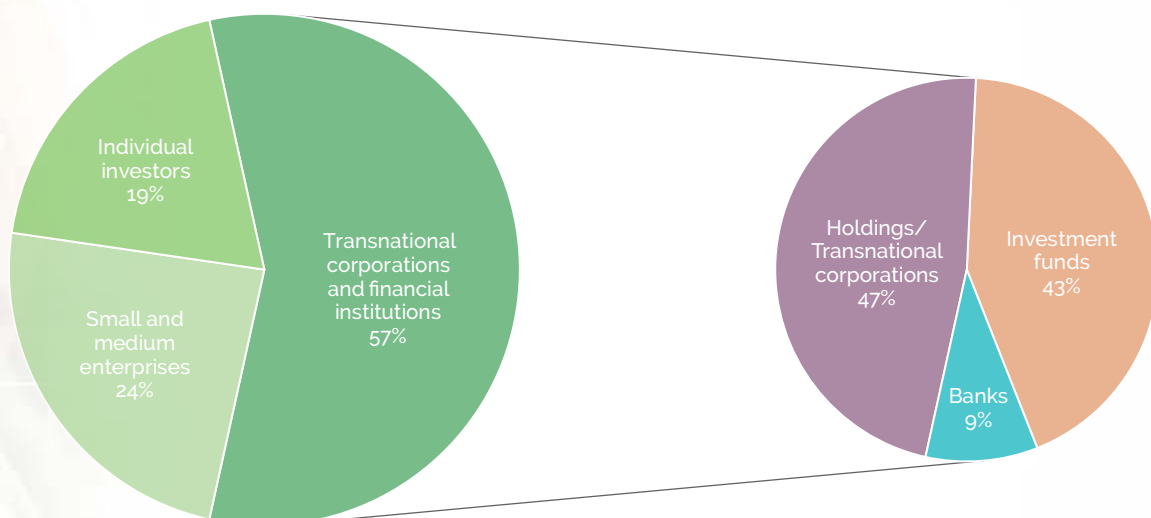 Individual
investors
19%
Small and
medium
enterprises
24%
Transnational
corporations
and financial
institutions
57%
Holdings/
Transnational
corporations
47%
Investment
funds
43%
Banks
9%